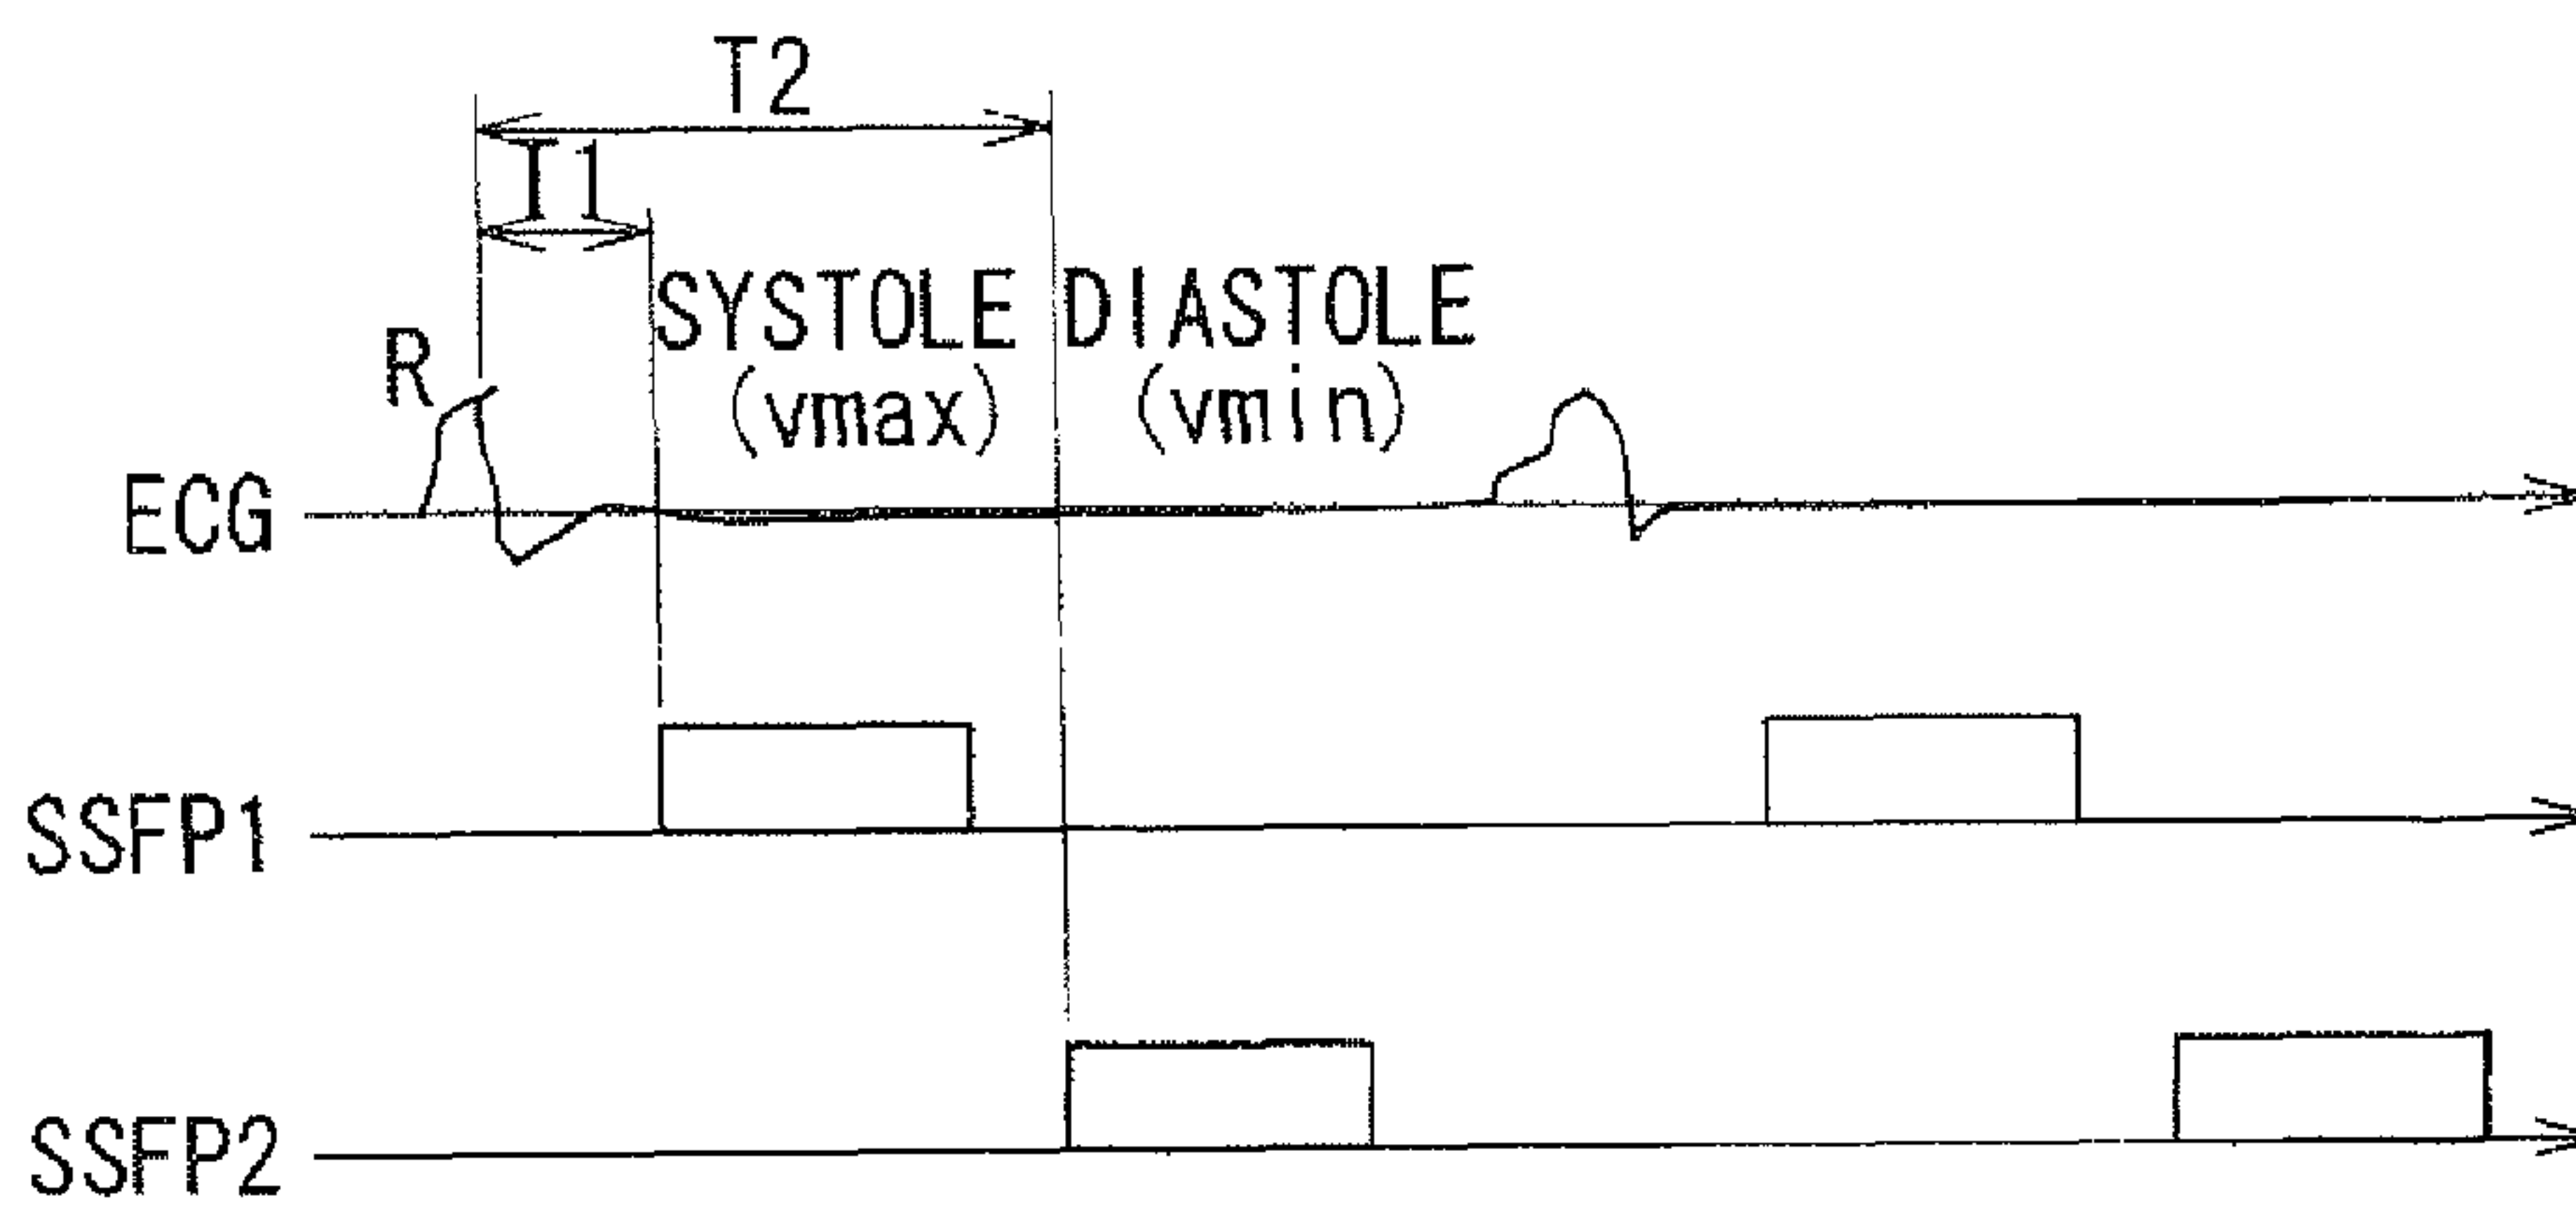 T2
T1
SYSTOLE DIASTOLE
R (vmax) (vmin)
ECG
SSFP1
SSFP2